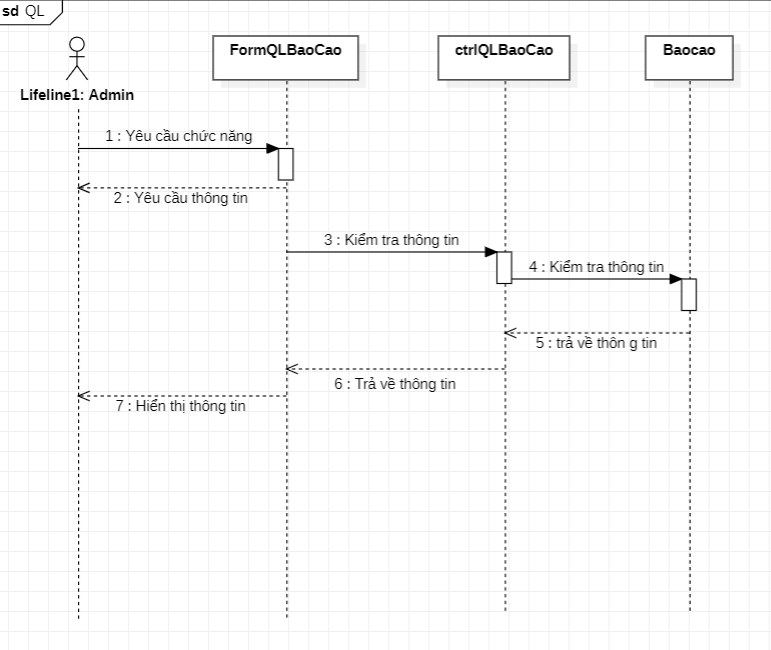 sd QL
FormQLBaoCao
ctrlQLBaoCao
Baocao
Lifeline1: Admin
1 : Yêu cầu chức năng
2 : Yêu cầu thông tin
3 : Kiểm tra thông tin
4 : Kiểm tra thông tin
5 : trả về thôn g tin
6 : Trả về thông tin
7 : Hiển thị thông tin